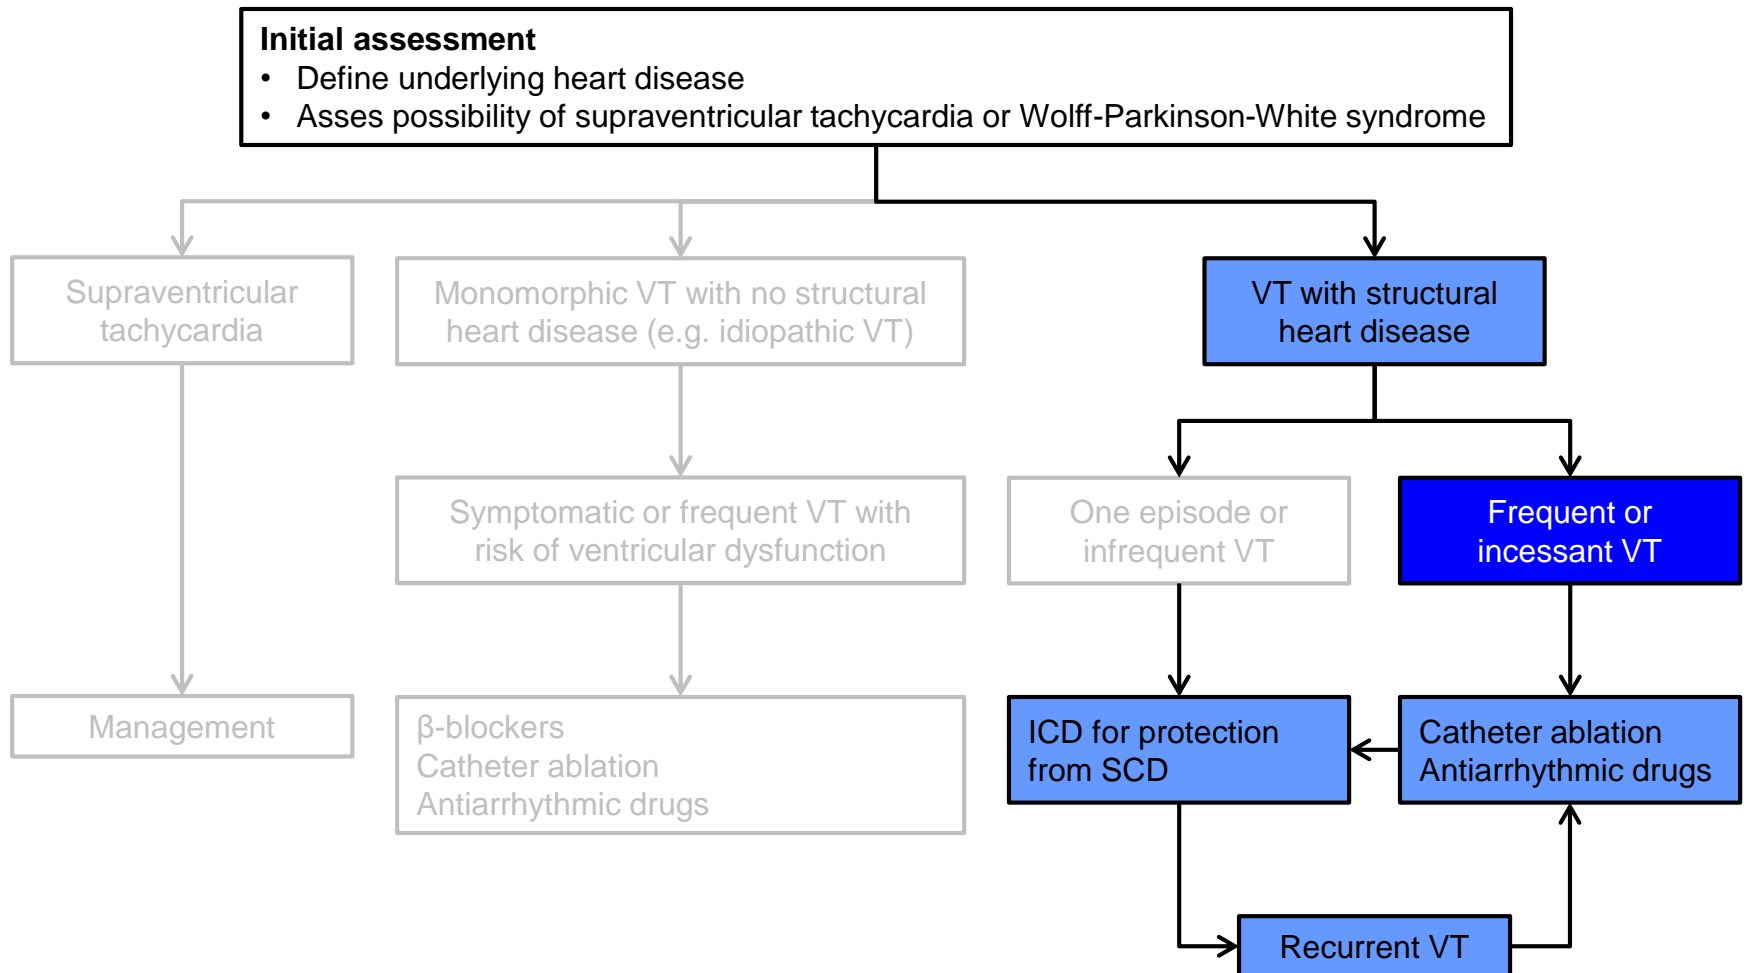 Initial assessment
• Define underlying heart disease
• Asses possibility of supraventricular tachycardia or Wolff-Parkinson-White syndrome
Supraventricular
tachycardia
Monomorphic VT with no structural
heart disease (e.g. idiopathic VT)
VT with structural
heart disease
Symptomatic or frequent VT with
risk of ventricular dysfunction
One episode or
infrequent VT
Frequent or
incessant VT
Management
β-blockers
Catheter ablation
Antiarrhythmic drugs
ICD for protection
from SCD
Catheter ablation
Antiarrhythmic drugs
Recurrent VT